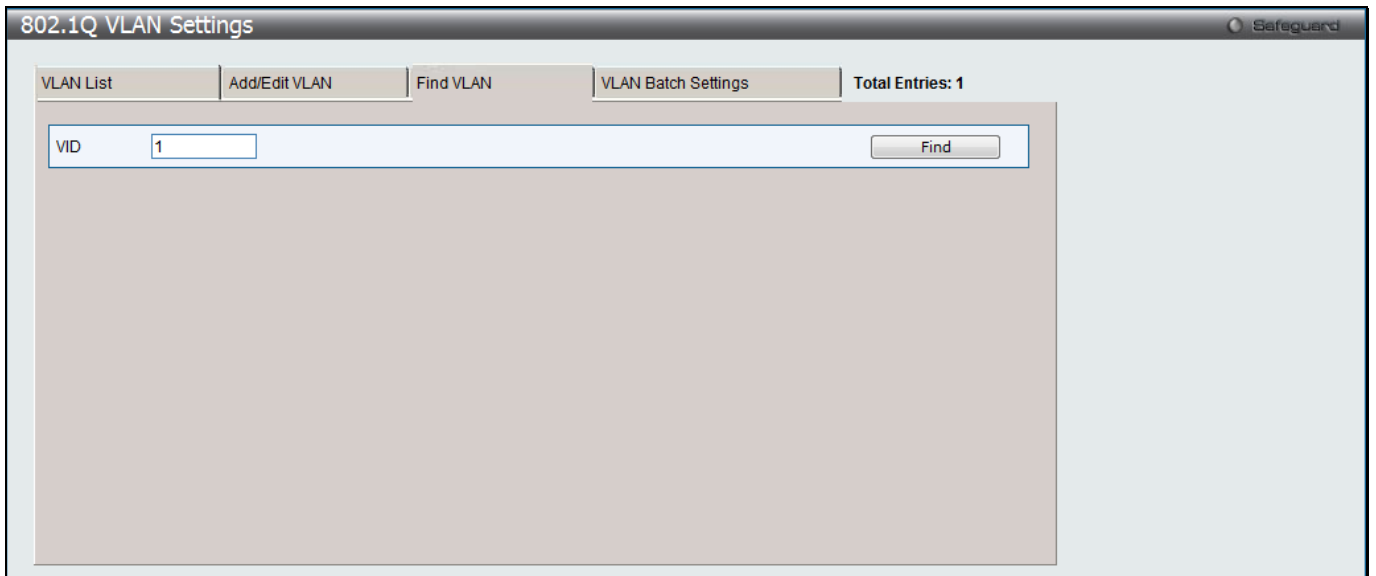 802.1Q VLAN Settings
Safeguard
VLAN List
Add/Edit VLAN
Find VLAN
VLAN Batch Settings
Total Entries: 1
VID
1
Find